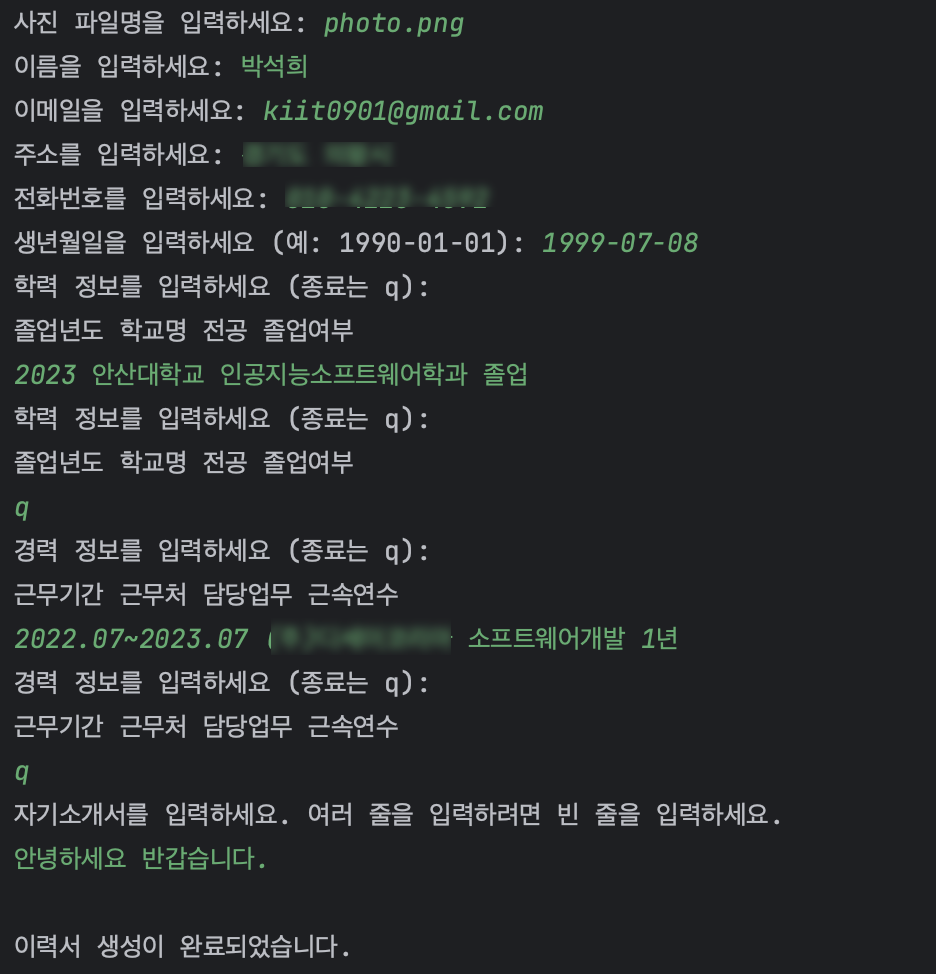 사진 파일명을 입력하세요: photo.png
이름을 입력하세요: 박석희
이메일을 입력하세요: kiit0901@gmail.com
주소를 입력하세요:
전화번호를 입력하세요:
생년월일을 입력하세요 (예: 1990-01-01): 1999-07-08
학력 정보를 입력하세요 (종료는 q):
졸업년도 학교명 전공 졸업여부
2023 안산대학교 인공지능소프트웨어학과 졸업
학력 정보를 입력하세요 (종료는 q):
졸업년도 학교명 전공 졸업여부
q
경력 정보를 입력하세요 (종료는 q):
근무기간 근무처 담당업무 근속연수
2022.07~2023.07 소프트웨어개발 1년
경력 정보를 입력하세요 (종료는 q):
근무기간 근무처 담당업무 근속연수
q
자기소개서를 입력하세요. 여러 줄을 입력하려면 빈 줄을 입력하세요.
안녕하세요 반갑습니다.
이력서 생성이 완료되었습니다.